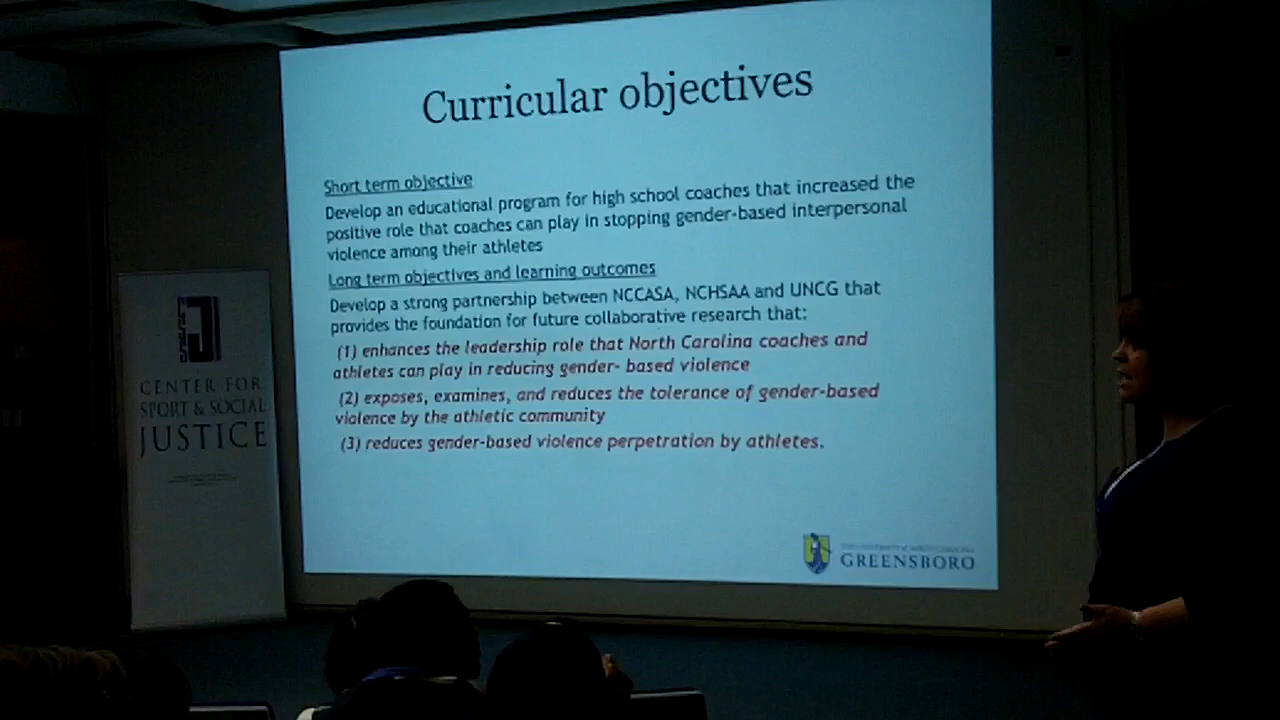 Curricular objectives
Short term objective
Develop an educational program for high school coaches that increased the
positive role that coaches can play in stopping gender-based interpersonal
violence among their athletes
Long term objectives and learning outcomes
Develop a strong partnership between NCCASA, NCHSAA and UNCG that
provides the foundation for future collaborative research that:
(1) enhances the leadership role that North Carolina coaches and
athletes can play in reducing gender- based violence
(2) exposes, examines, and reduces the tolerance of gender-based
violence by the athletic community
(3) reduces gender-based violence perpetration by athletes.
GREENSBORO
CENTER FOR
SPORT & SOCIAL
JUSTICE